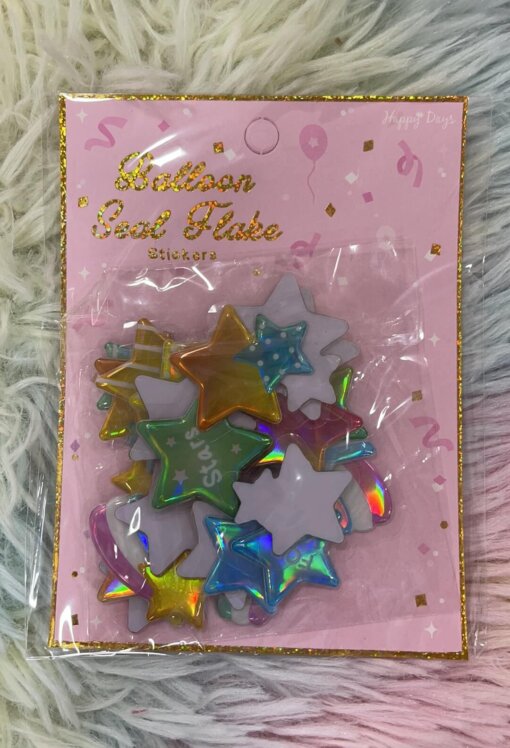 Happy Days
Balloon
Seal Flake
Stickers
Stars